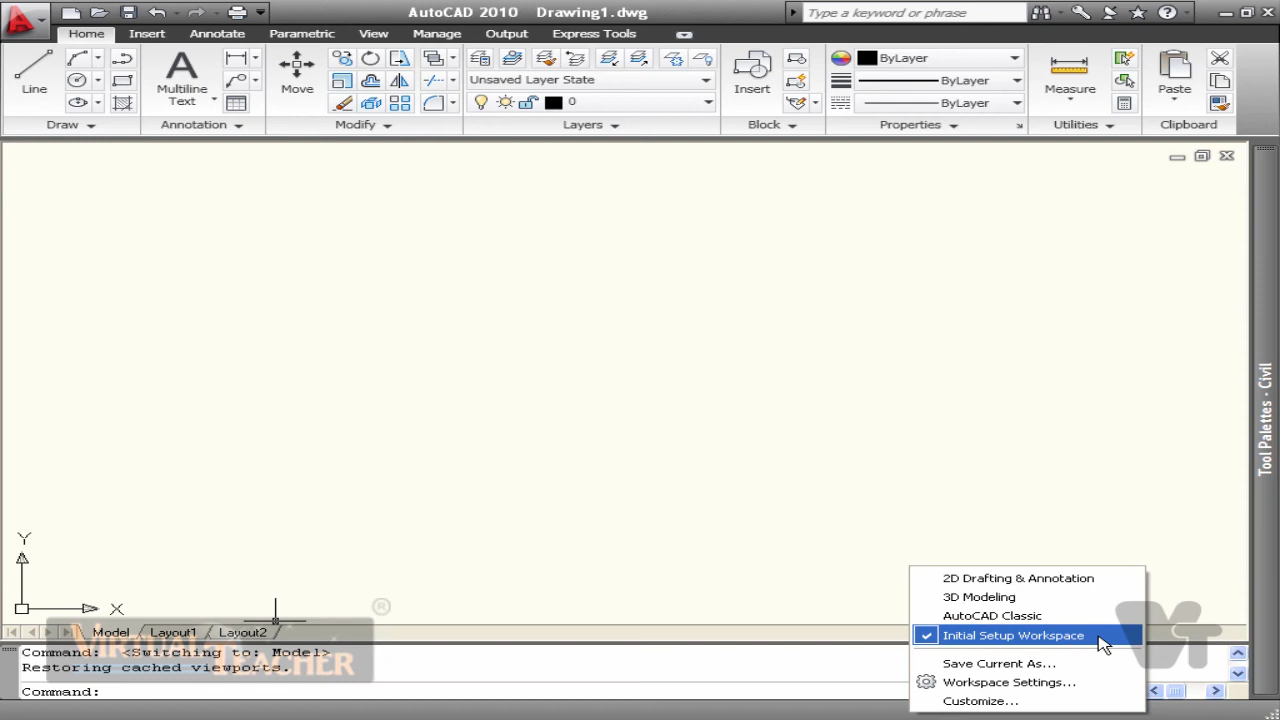 AutoCAD 2010 Drawing1.dwg
Type a keyword or phrase
Home Insert Annotate Parametric View Manage Output Express Tools
Line
A
Multiline
Text
Move
Unsaved Layer State
0
Insert
ByLayer
ByLayer
ByLayer
Measure
Paste
Draw Annotation Modify Layers Block Properties Utilities Clipboard
Tool Palettes - Civil
Y
X
®
Model Layout1 Layout2
VIRTUAL
TEACHER
VT
Command: <Switching to: Model>
Restoring cached viewports.
Command:
2D Drafting & Annotation
3D Modeling
AutoCAD Classic
Initial Setup Workspace
Save Current As...
Workspace Settings...
Customize...